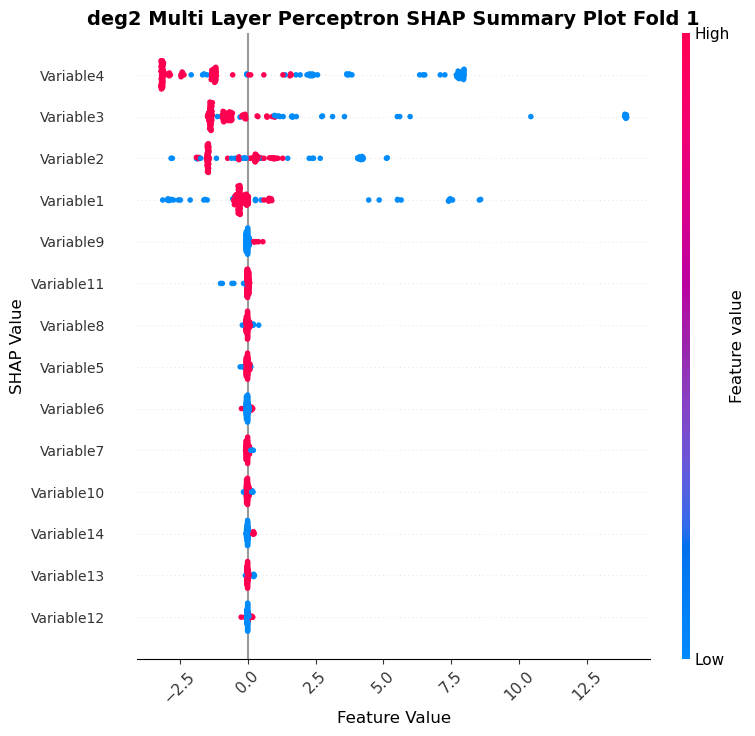 deg2 Multi Layer Perceptron SHAP Summary Plot Fold 1
High
Variable4
Variable3
Variable2
Variable1
Variable9
Variable11
Variable8
Variable5
Variable6
Variable7
Variable10
Variable14
Variable13
Variable12
SHAP Value
Feature value
Low
−2.5
0.0
2.5
5.0
7.5
10.0
12.5
Feature Value